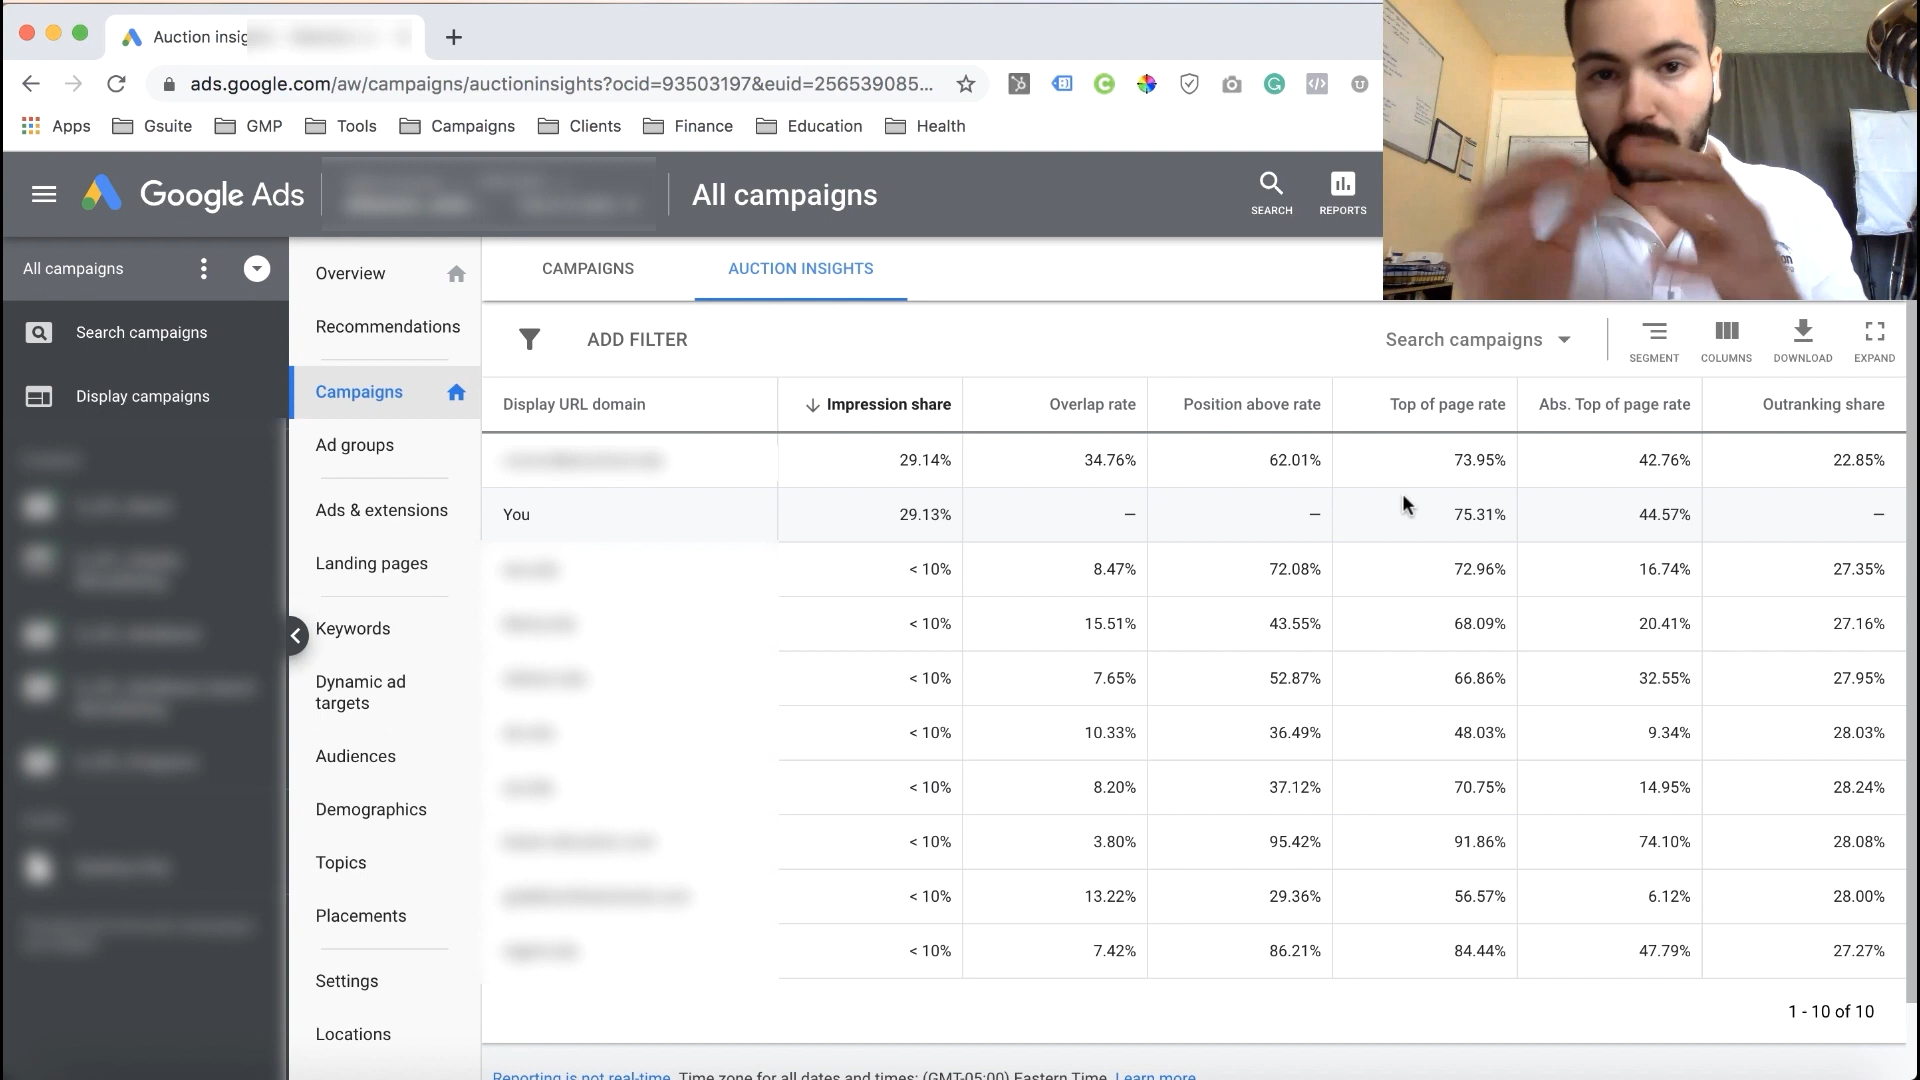 Auction insig
ads.google.com/aw/campaigns/auctioninsights?ocid=93503197&euid=256539085...
Apps Gsuite GMP Tools Campaigns Clients Finance Education Health
Google Ads All campaigns SEARCH REPORTS
All campaigns
Search campaigns
Display campaigns
Overview
Recommendations
Campaigns
Ad groups
Ads & extensions
Landing pages
Keywords
Dynamic ad
targets
Audiences
Demographics
Topics
Placements
Settings
Locations
CAMPAIGNS AUCTION INSIGHTS
ADD FILTER Search campaigns SEGMENT COLUMNS DOWNLOAD EXPAND
Display URL domain Impression share Overlap rate Position above rate Top of page rate Abs. Top of page rate Outranking share
29.14% 34.76% 62.01% 73.95% 42.76% 22.85%
You 29.13% — — 75.31% 44.57% —
< 10% 8.47% 72.08% 72.96% 16.74% 27.35%
< 10% 15.51% 43.55% 68.09% 20.41% 27.16%
< 10% 7.65% 52.87% 66.86% 32.55% 27.95%
< 10% 10.33% 36.49% 48.03% 9.34% 28.03%
< 10% 8.20% 37.12% 70.75% 14.95% 28.24%
< 10% 3.80% 95.42% 91.86% 74.10% 28.08%
< 10% 13.22% 29.36% 56.57% 6.12% 28.00%
< 10% 7.42% 86.21% 84.44% 47.79% 27.27%
1 - 10 of 10
Reporting is not real-time. Time zone for all dates and times: (GMT-05:00) Eastern Time. Learn more